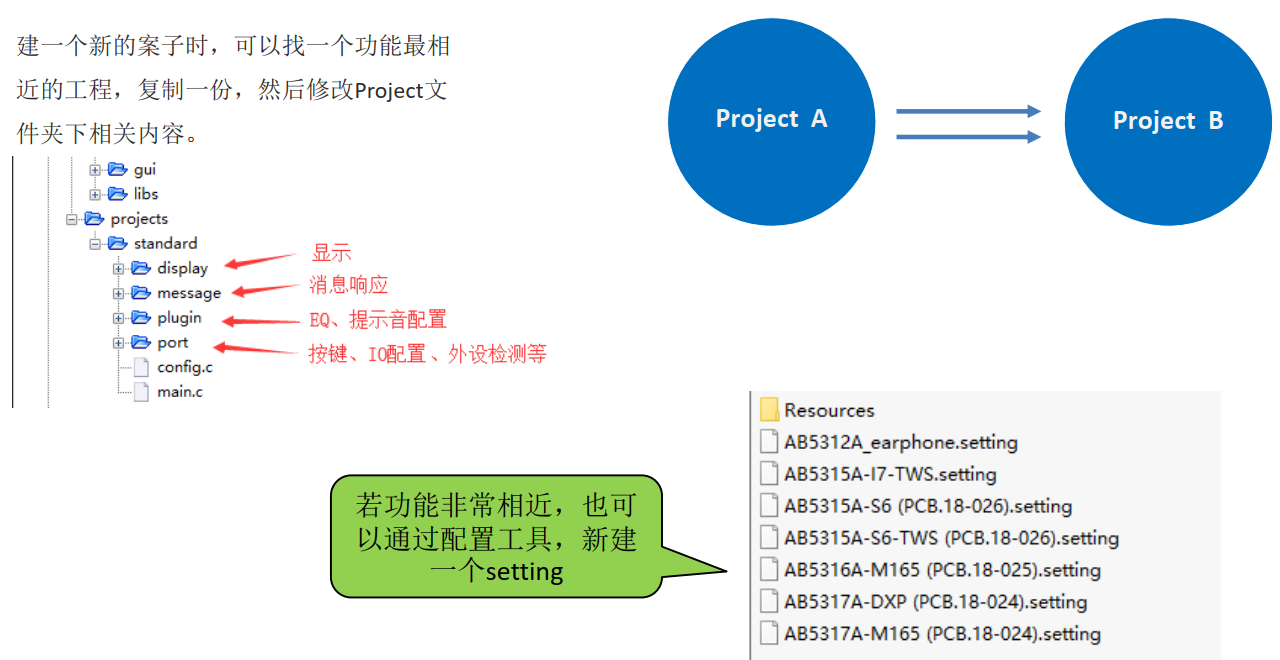 建一个新的案子时，可以找一个功能最相
近的工程，复制一份，然后修改Project文
件夹下相关内容。
Project A
Project B
gui
libs
projects
standard
display
显示
message
消息响应
plugin
EQ、提示音配置
port
按键、IO配置、外设检测等
config.c
main.c
若功能非常相近，也可
以通过配置工具，新建
一个setting
Resources
AB5312A_earphone.setting
AB5315A-I7-TWS.setting
AB5315A-S6 (PCB.18-026).setting
AB5315A-S6-TWS (PCB.18-026).setting
AB5316A-M165 (PCB.18-025).setting
AB5317A-DXP (PCB.18-024).setting
AB5317A-M165 (PCB.18-024).setting